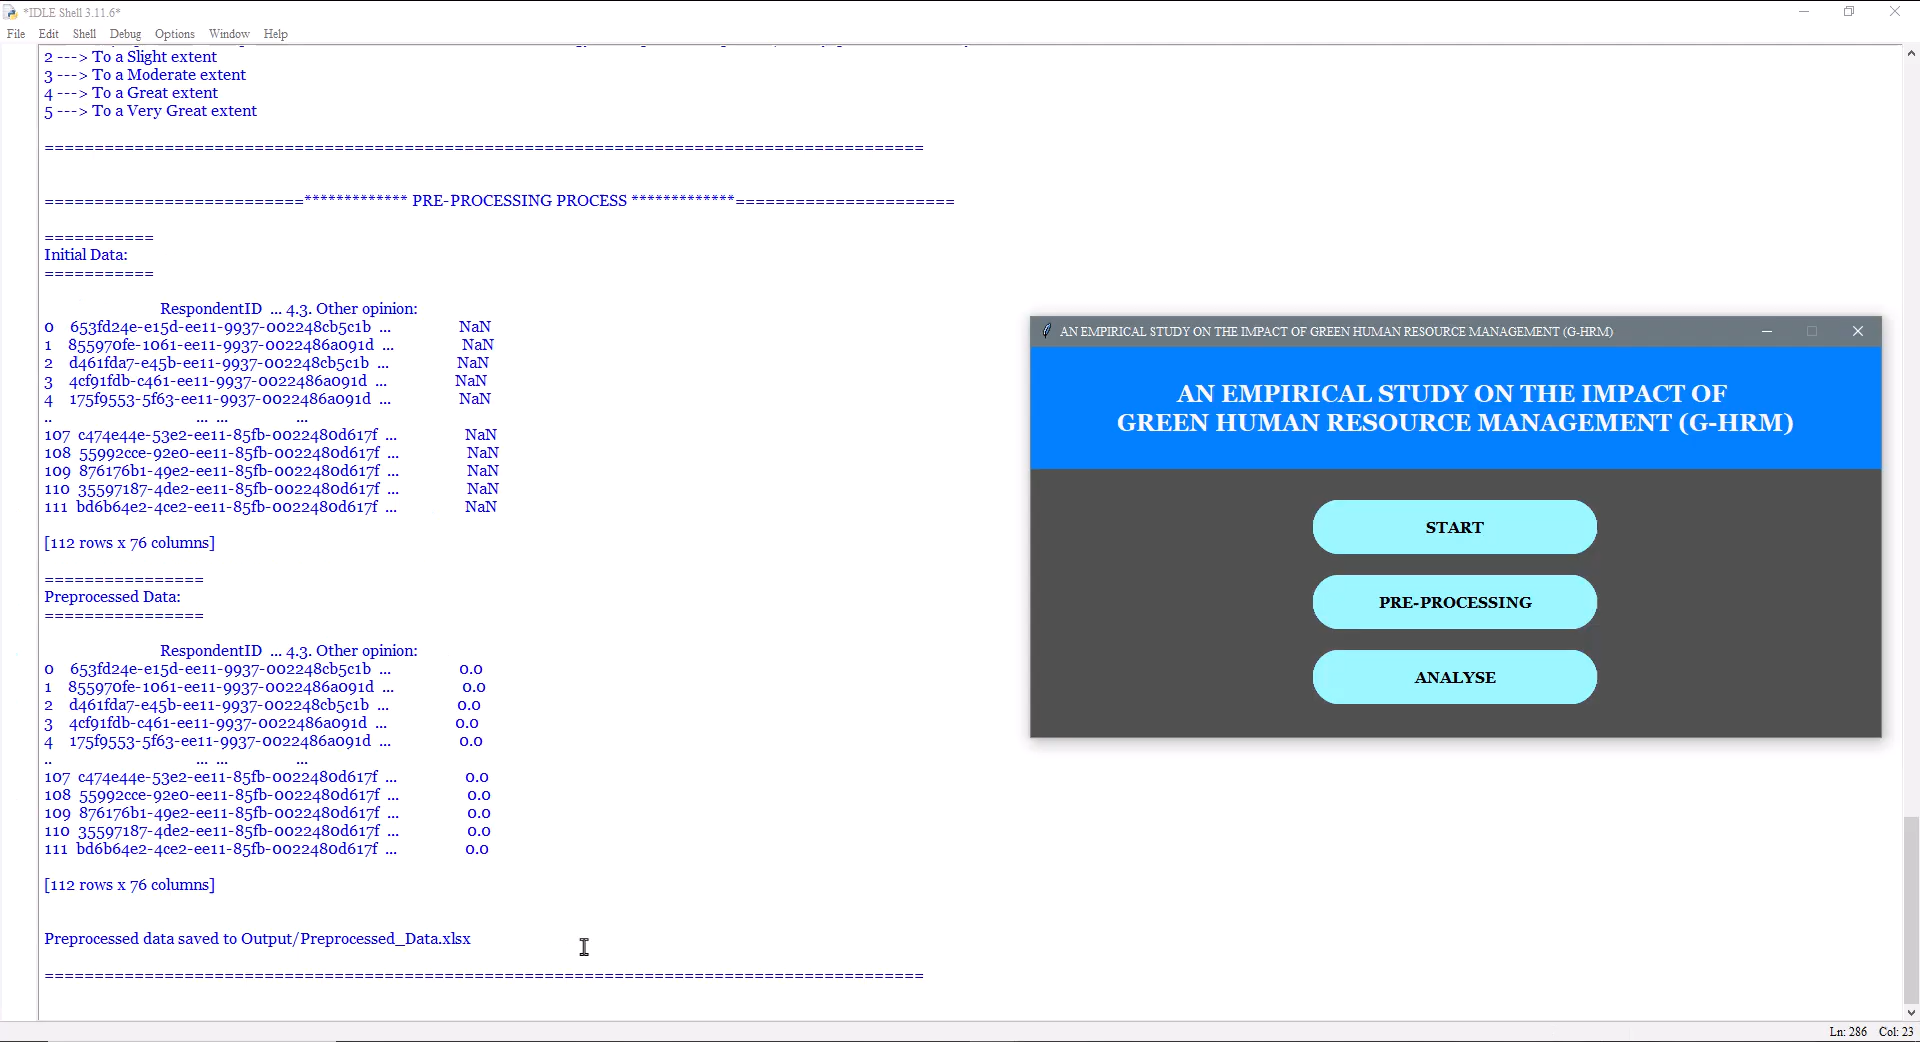 *IDLE Shell 3.11.6*
File Edit Shell Debug Options Window Help
2 ---> To a Slight extent
3 ---> To a Moderate extent
4 ---> To a Great extent
5 ---> To a Very Great extent
========================================================================================
==========================************* PRE-PROCESSING PROCESS *************======================
===========
Initial Data:
===========
RespondentID ... 4.3. Other opinion:
0 653fd24e-e15d-ee11-9937-002248cb5c1b ... NaN
1 855970fe-1061-ee11-9937-0022486a091d ... NaN
2 d461fda7-e45b-ee11-9937-002248cb5c1b ... NaN
3 4cf91fdb-c461-ee11-9937-0022486a091d ... NaN
4 175f9553-5f63-ee11-9937-0022486a091d ... NaN
.. ... ... ...
107 c474e44e-53e2-ee11-85fb-0022480d617f ... NaN
108 55992cce-92e0-ee11-85fb-0022480d617f ... NaN
109 876176b1-49e2-ee11-85fb-0022480d617f ... NaN
110 35597187-4de2-ee11-85fb-0022480d617f ... NaN
111 bd6b64e2-4ce2-ee11-85fb-0022480d617f ... NaN
[112 rows x 76 columns]
================
Preprocessed Data:
================
RespondentID ... 4.3. Other opinion:
0 653fd24e-e15d-ee11-9937-002248cb5c1b ... 0.0
1 855970fe-1061-ee11-9937-0022486a091d ... 0.0
2 d461fda7-e45b-ee11-9937-002248cb5c1b ... 0.0
3 4cf91fdb-c461-ee11-9937-0022486a091d ... 0.0
4 175f9553-5f63-ee11-9937-0022486a091d ... 0.0
.. ... ... ...
107 c474e44e-53e2-ee11-85fb-0022480d617f ... 0.0
108 55992cce-92e0-ee11-85fb-0022480d617f ... 0.0
109 876176b1-49e2-ee11-85fb-0022480d617f ... 0.0
110 35597187-4de2-ee11-85fb-0022480d617f ... 0.0
111 bd6b64e2-4ce2-ee11-85fb-0022480d617f ... 0.0
[112 rows x 76 columns]
Preprocessed data saved to Output/Preprocessed_Data.xlsx
========================================================================================
AN EMPIRICAL STUDY ON THE IMPACT OF GREEN HUMAN RESOURCE MANAGEMENT (G-HRM)
AN EMPIRICAL STUDY ON THE IMPACT OF
GREEN HUMAN RESOURCE MANAGEMENT (G-HRM)
START
PRE-PROCESSING
ANALYSE
Ln: 286 Col: 23